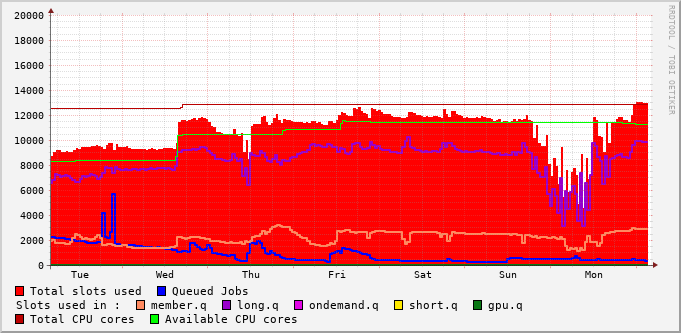 20000
18000
16000
14000
12000
10000
8000
6000
4000
2000
0
Tue Wed Thu Fri Sat Sun Mon
RRDTOOL / TOBI OETIKER
Total slots used Queued Jobs
Slots used in : member.q long.q ondemand.q short.q gpu.q
Total CPU cores Available CPU cores